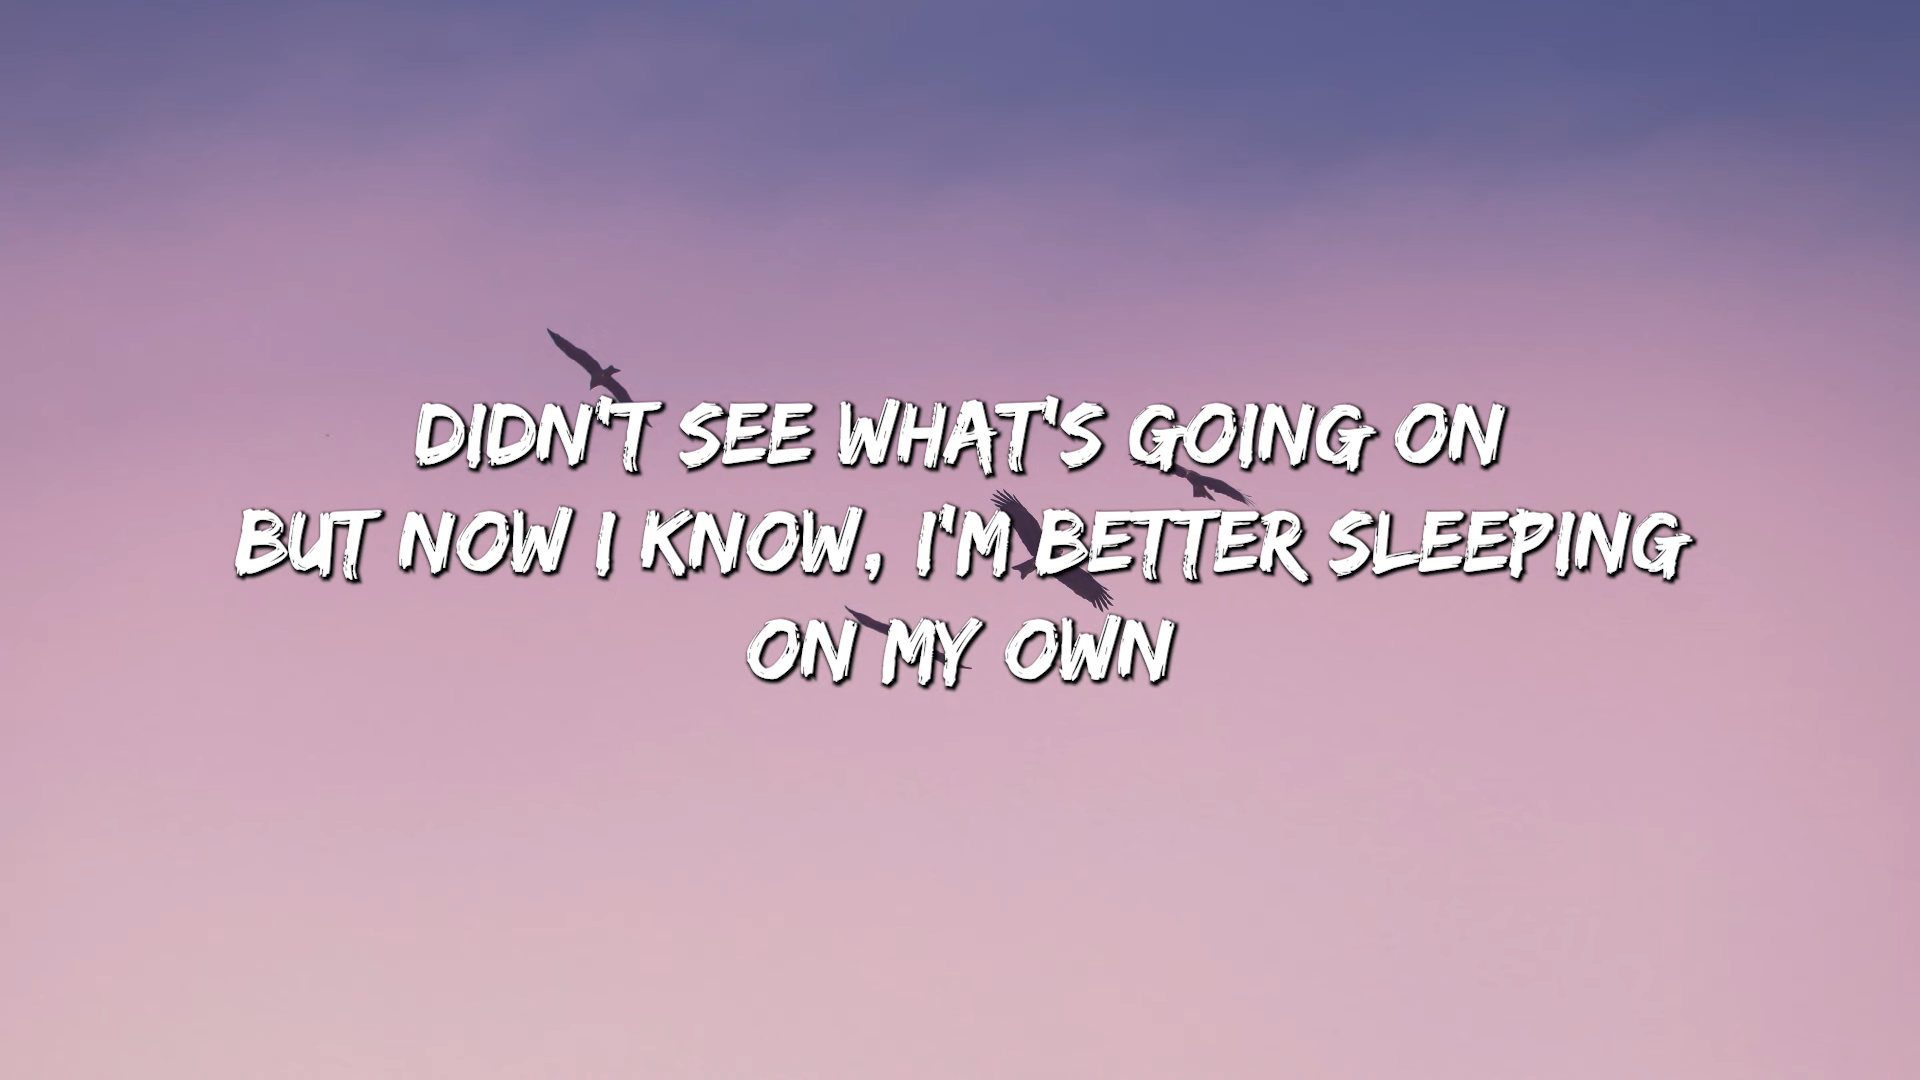 DIDN'T SEE WHAT'S GOING ON
BUT NOW I KNOW, I'M BETTER SLEEPING
ON MY OWN